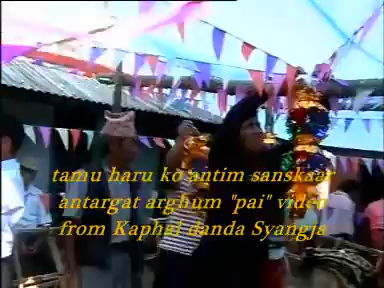 tamu haru ko antim sanskaar
antargat arghum "pai" video
from Kaphal danda Syangja